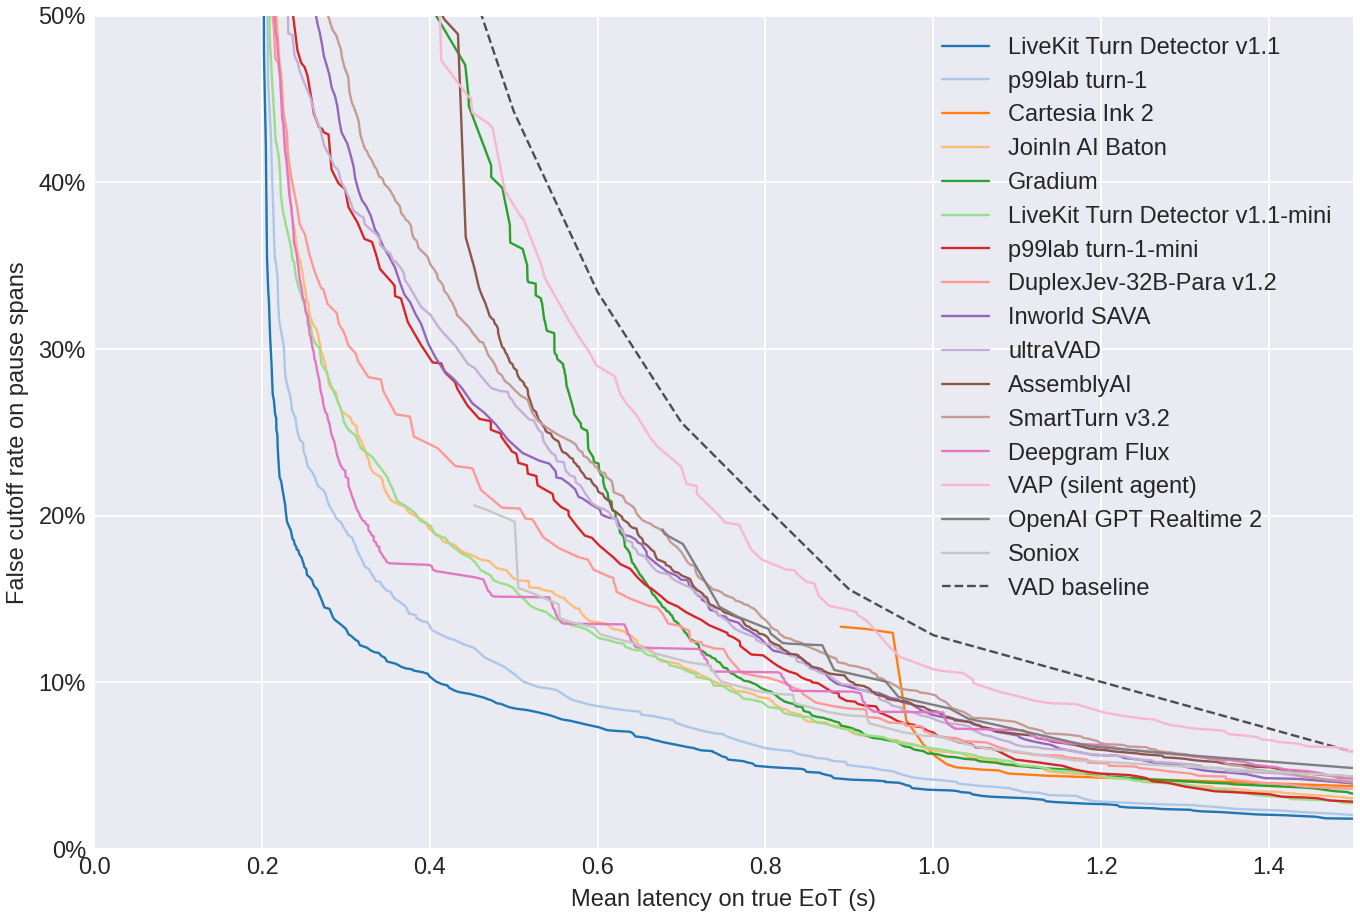 50%
40%
30%
20%
10%
0%
False cutoff rate on pause spans
LiveKit Turn Detector v1.1
p99lab turn-1
Cartesia Ink 2
JoinIn AI Baton
Gradium
LiveKit Turn Detector v1.1-mini
p99lab turn-1-mini
DuplexJev-32B-Para v1.2
Inworld SAVA
ultraVAD
AssemblyAI
SmartTurn v3.2
Deepgram Flux
VAP (silent agent)
OpenAI GPT Realtime 2
Soniox
VAD baseline
0.0 0.2 0.4 0.6 0.8 1.0 1.2 1.4
Mean latency on true EoT (s)